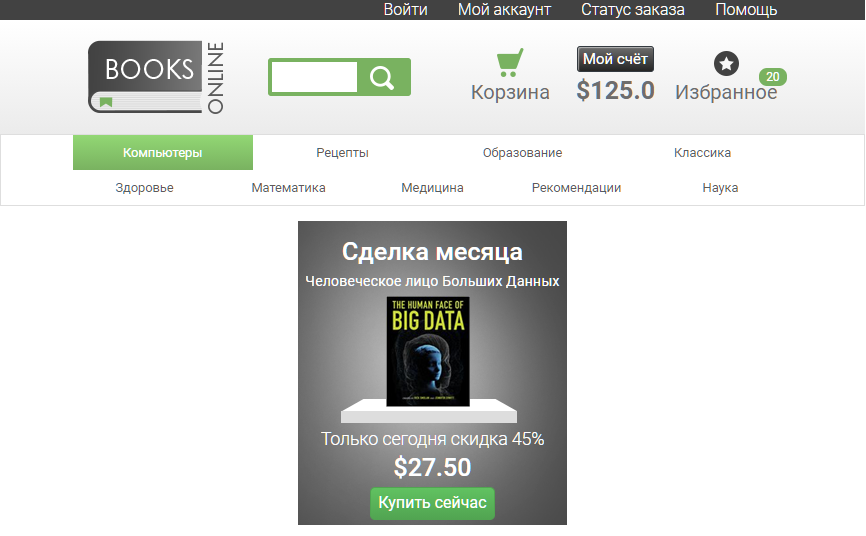 Войти Мой аккаунт Статус заказа Помощь
BOOKS
ONLINE
Корзина
Мой счёт
$125.0
Избранное
20
Компьютеры Рецепты Образование Классика
Здоровье Математика Медицина Рекомендации Наука
Сделка месяца
Человеческое лицо Больших Данных
THE HUMAN FACE OF
BIG DATA
Только сегодня скидка 45%
$27.50
Купить сейчас